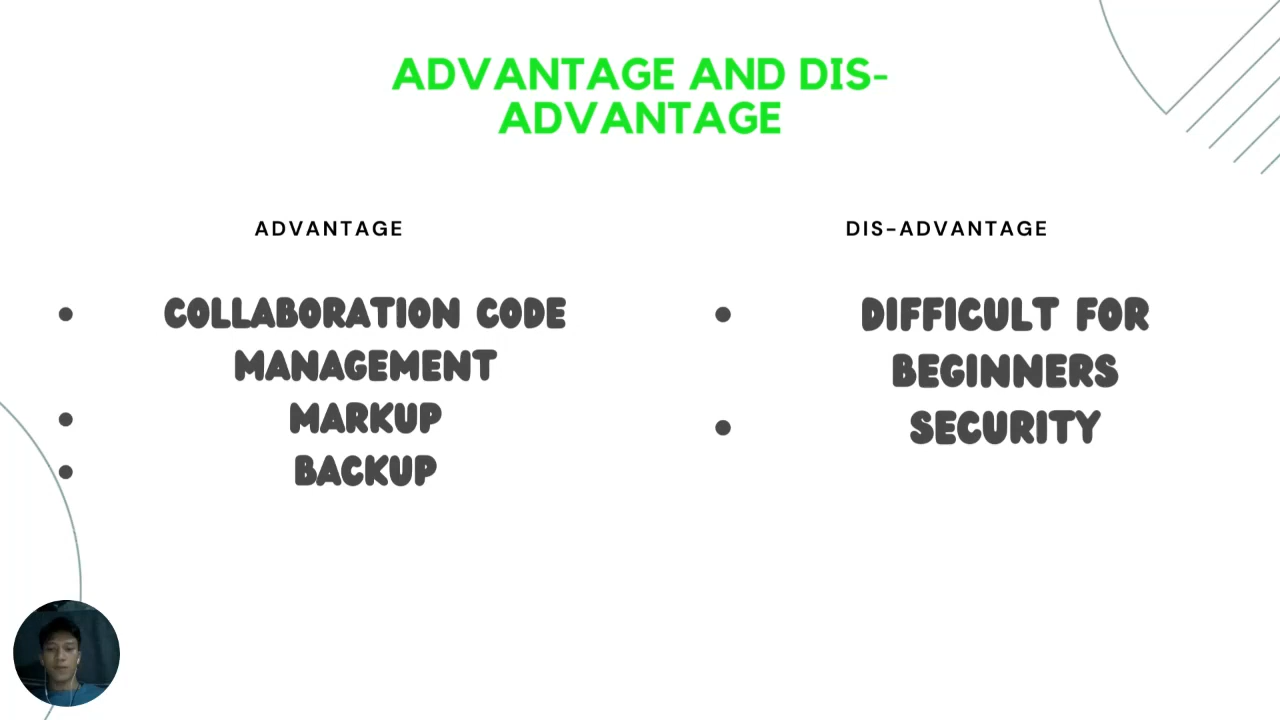 ADVANTAGE AND DIS-
ADVANTAGE
ADVANTAGE
COLLABORATION CODE
MANAGEMENT
MARKUP
BACKUP
DIS-ADVANTAGE
DIFFICULT FOR
BEGINNERS
SECURITY